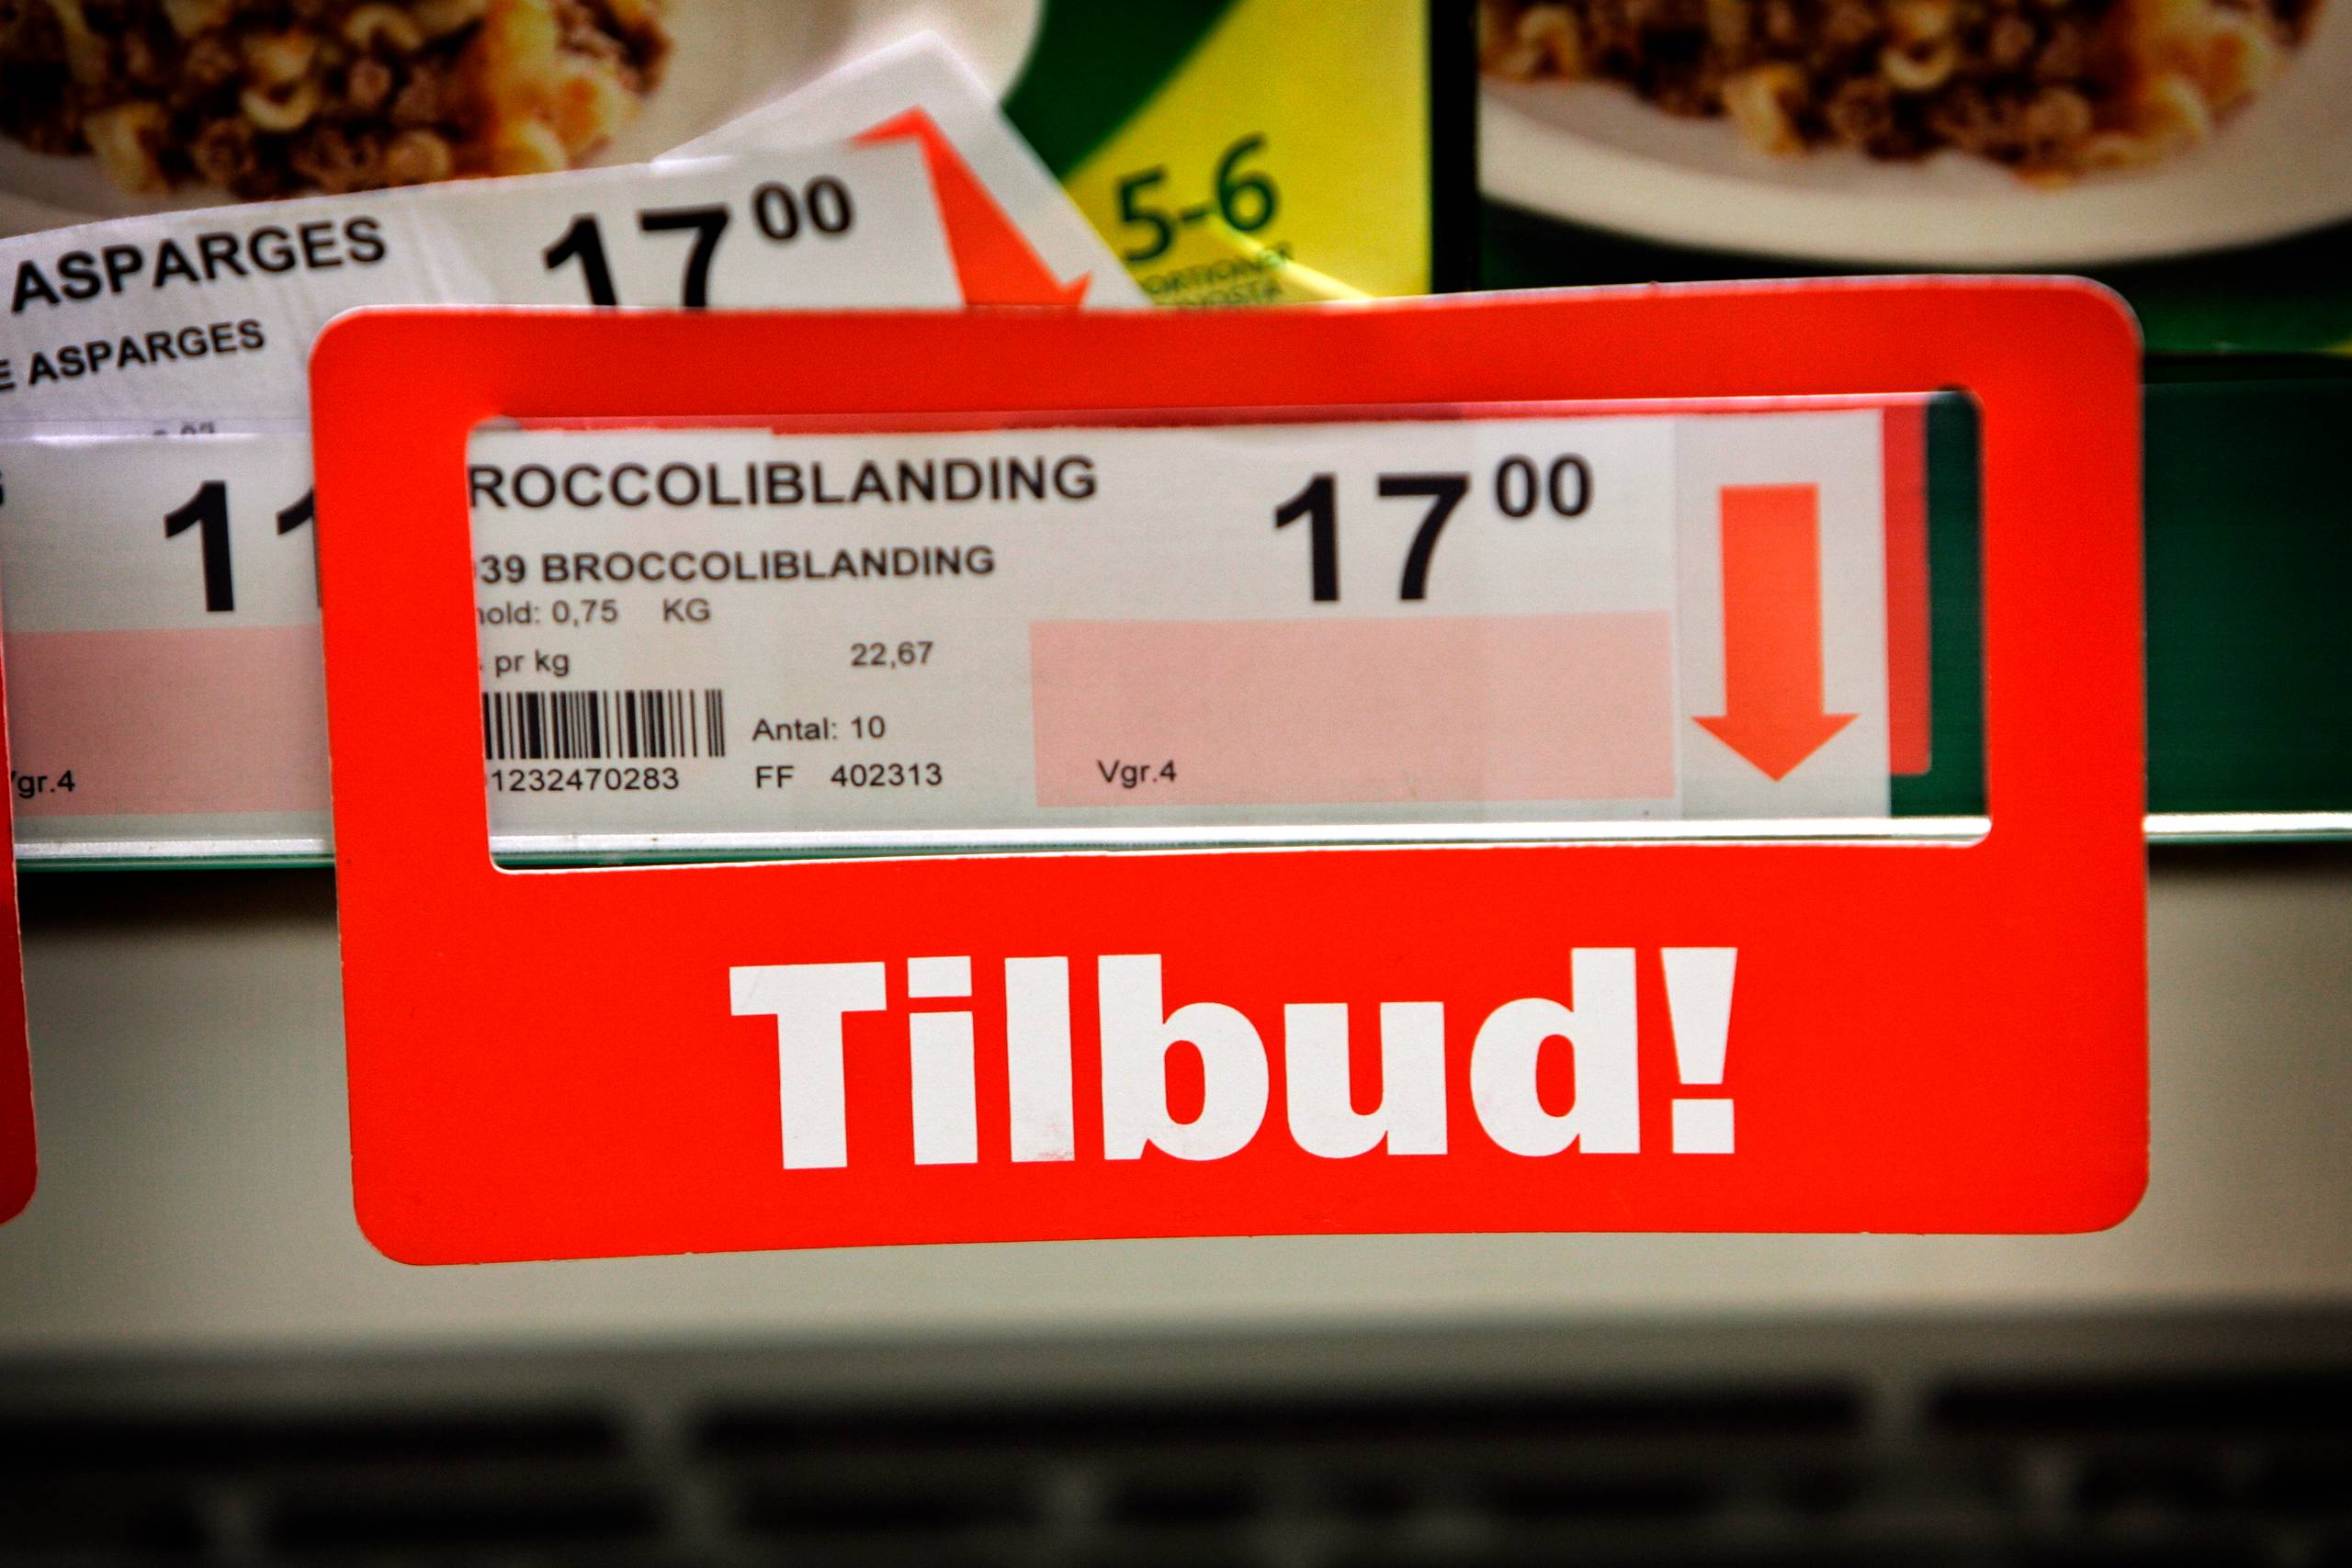 ASPARGES 17 00
ASPARGES
5-6
11
Vgr.4
ROCCOLIBLANDING 17 00
39 BROCCOLIBLANDING
hold: 0,75 KG
pr kg 22,67
Antal: 10
1232470283 FF 402313
Vgr.4
Tilbud!